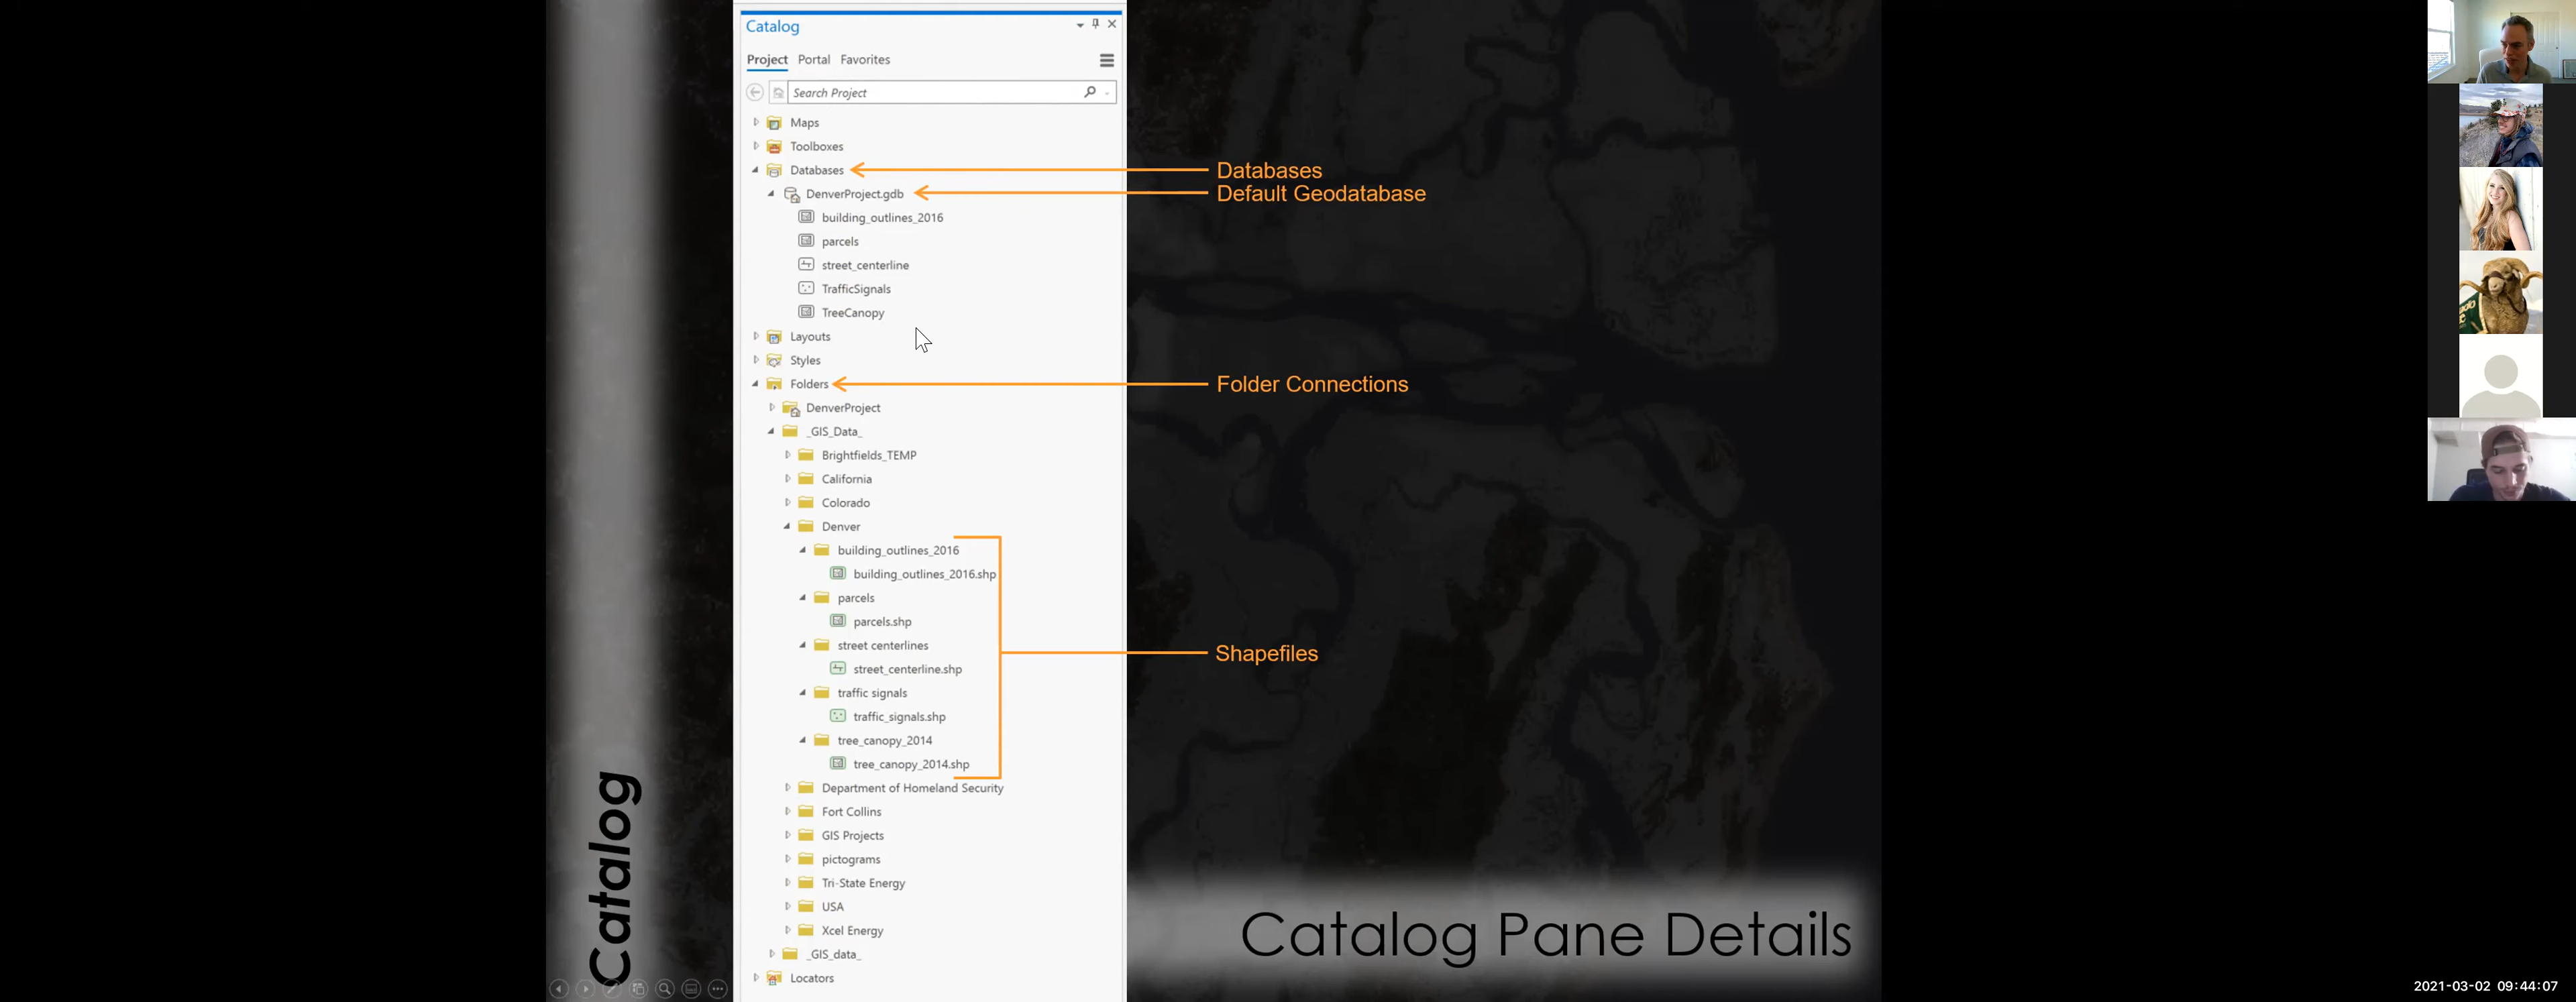 Catalog
Project Portal Favorites
Search Project
Maps
Toolboxes
Databases
DenverProject.gdb
building_outlines_2016
parcels
street_centerline
TrafficSignals
TreeCanopy
Layouts
Styles
Folders
DenverProject
_GIS_Data_
Brightfields_TEMP
California
Colorado
Denver
building_outlines_2016
building_outlines_2016.shp
parcels
parcels.shp
street centerlines
street_centerline.shp
traffic signals
traffic_signals.shp
tree_canopy_2014
tree_canopy_2014.shp
Department of Homeland Security
Fort Collins
GIS Projects
pictograms
Tri-State Energy
USA
Xcel Energy
_GIS_data_
Locators
Databases
Default Geodatabase
Folder Connections
Shapefiles
Catalog
Catalog Pane Details
2021-03-02 09:44:07